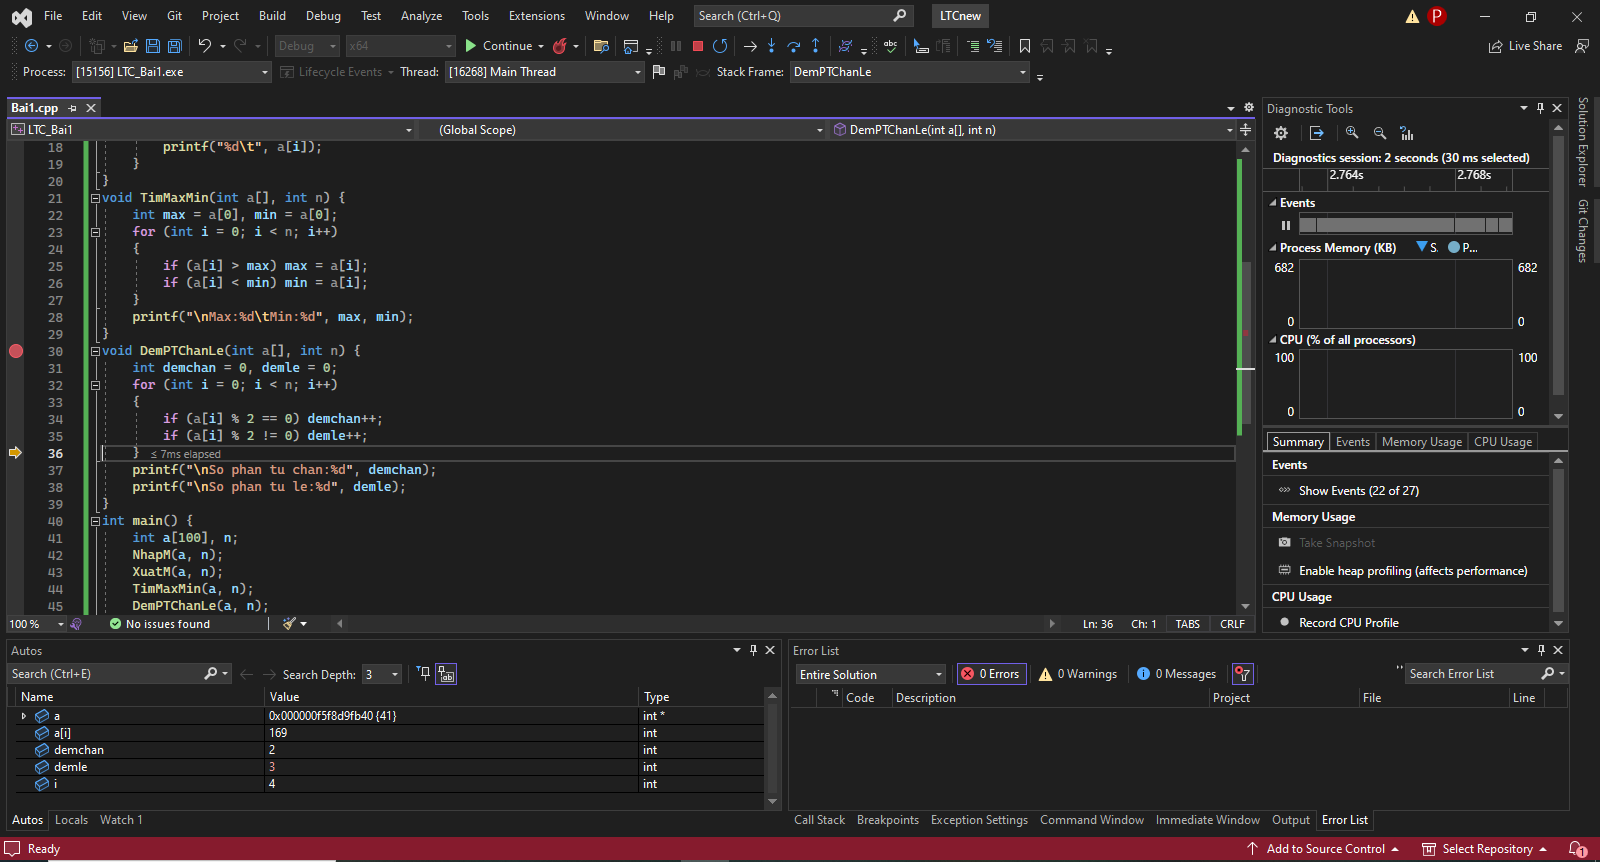 File Edit View Git Project Build Debug Test Analyze Tools Extensions Window Help Search (Ctrl+Q) LTCnew P
Debug x64 Continue abc Live Share
Process: [15156] LTC_Bai1.exe Lifecycle Events Thread: [16268] Main Thread Stack Frame: DemPTChanLe
Bai1.cpp
LTC_Bai1 (Global Scope) DemPTChanLe(int a[], int n)
18 printf("%d\t", a[i]);
19 }
20 }
21 void TimMaxMin(int a[], int n) {
22 int max = a[0], min = a[0];
23 for (int i = 0; i < n; i++)
24 {
25 if (a[i] > max) max = a[i];
26 if (a[i] < min) min = a[i];
27 }
28 printf("\nMax:%d\tMin:%d", max, min);
29 }
30 void DemPTChanLe(int a[], int n) {
31 int demchan = 0, demle = 0;
32 for (int i = 0; i < n; i++)
33 {
34 if (a[i] % 2 == 0) demchan++;
35 if (a[i] % 2 != 0) demle++;
36 } ≤ 7ms elapsed
37 printf("\nSo phan tu chan:%d", demchan);
38 printf("\nSo phan tu le:%d", demle);
39 }
40 int main() {
41 int a[100], n;
42 NhapM(a, n);
43 XuatM(a, n);
44 TimMaxMin(a, n);
45 DemPTChanLe(a, n);
100 % No issues found Ln: 36 Ch: 1 TABS CRLF
Diagnostic Tools
Diagnostics session: 2 seconds (30 ms selected)
2.764s 2.768s
Events
Process Memory (KB) S. P...
682 682
0 0
CPU (% of all processors)
100 100
0 0
Summary Events Memory Usage CPU Usage
Events
Show Events (22 of 27)
Memory Usage
Take Snapshot
Enable heap profiling (affects performance)
CPU Usage
Record CPU Profile
Solution Explorer
Git Changes
Autos
Search (Ctrl+E) Search Depth: 3
Name Value Type
a 0x000000f5f8d9fb40 {41} int *
a[i] 169 int
demchan 2 int
demle 3 int
i 4 int
Autos Locals Watch 1
Error List
Entire Solution 0 Errors 0 Warnings 0 Messages Search Error List
Code Description Project File Line
Call Stack Breakpoints Exception Settings Command Window Immediate Window Output Error List
Ready Add to Source Control Select Repository 1